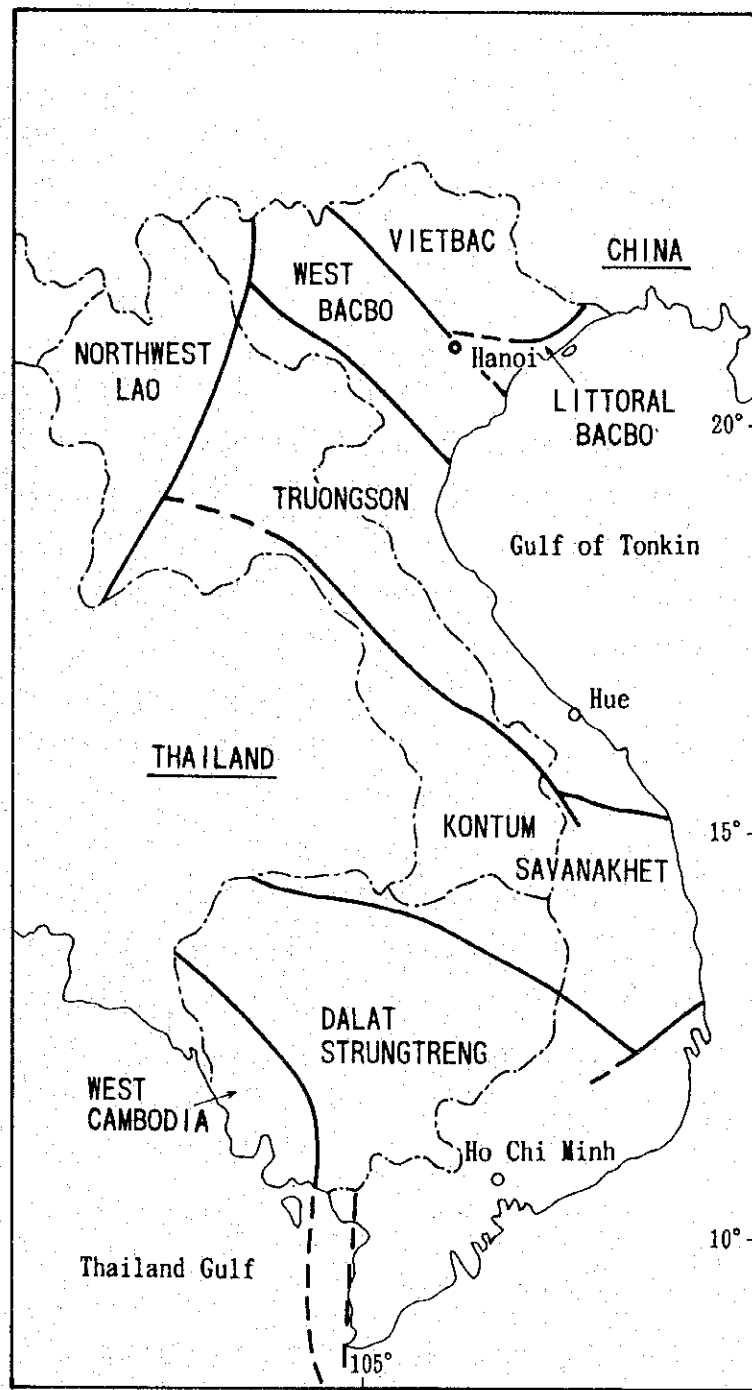 VIETBAC
CHINA
WEST
BACBO
NORTHWEST
LAO
Hanoi
LITTORAL
BACBO
20°
TRUONGSON
Gulf of Tonkin
Hue
THAILAND
KONTUM
15°
SAVANAKHET
DALAT
STRUNGTRENG
WEST
CAMBODIA
Ho Chi Minh
10°
Thailand Gulf
105°